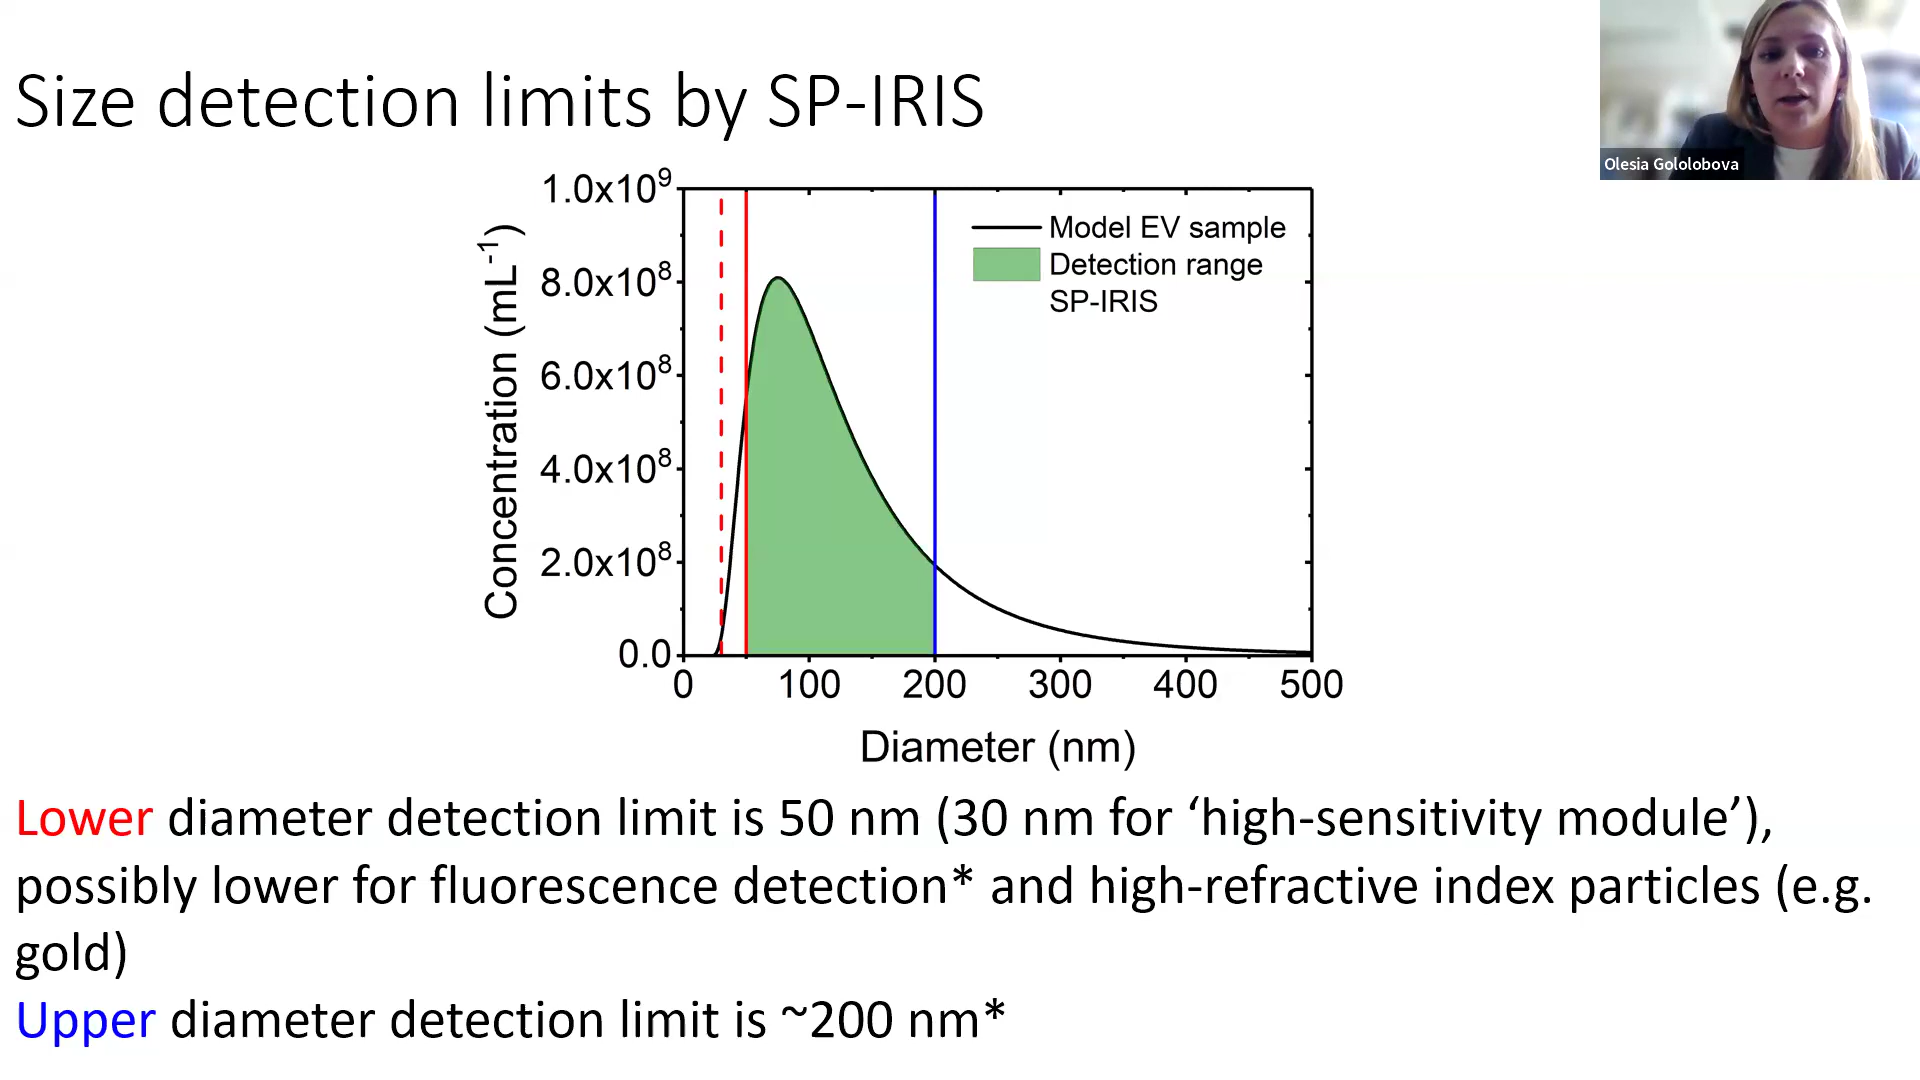 Size detection limits by SP-IRIS
Olesia Gololobova
1.0x10⁹
8.0x10⁸
6.0x10⁸
4.0x10⁸
2.0x10⁸
0.0
Concentration (mL⁻¹)
Model EV sample
Detection range
SP-IRIS
0 100 200 300 400 500
Diameter (nm)
Lower diameter detection limit is 50 nm (30 nm for ‘high-sensitivity module’),
possibly lower for fluorescence detection* and high-refractive index particles (e.g.
gold)
Upper diameter detection limit is ~200 nm*